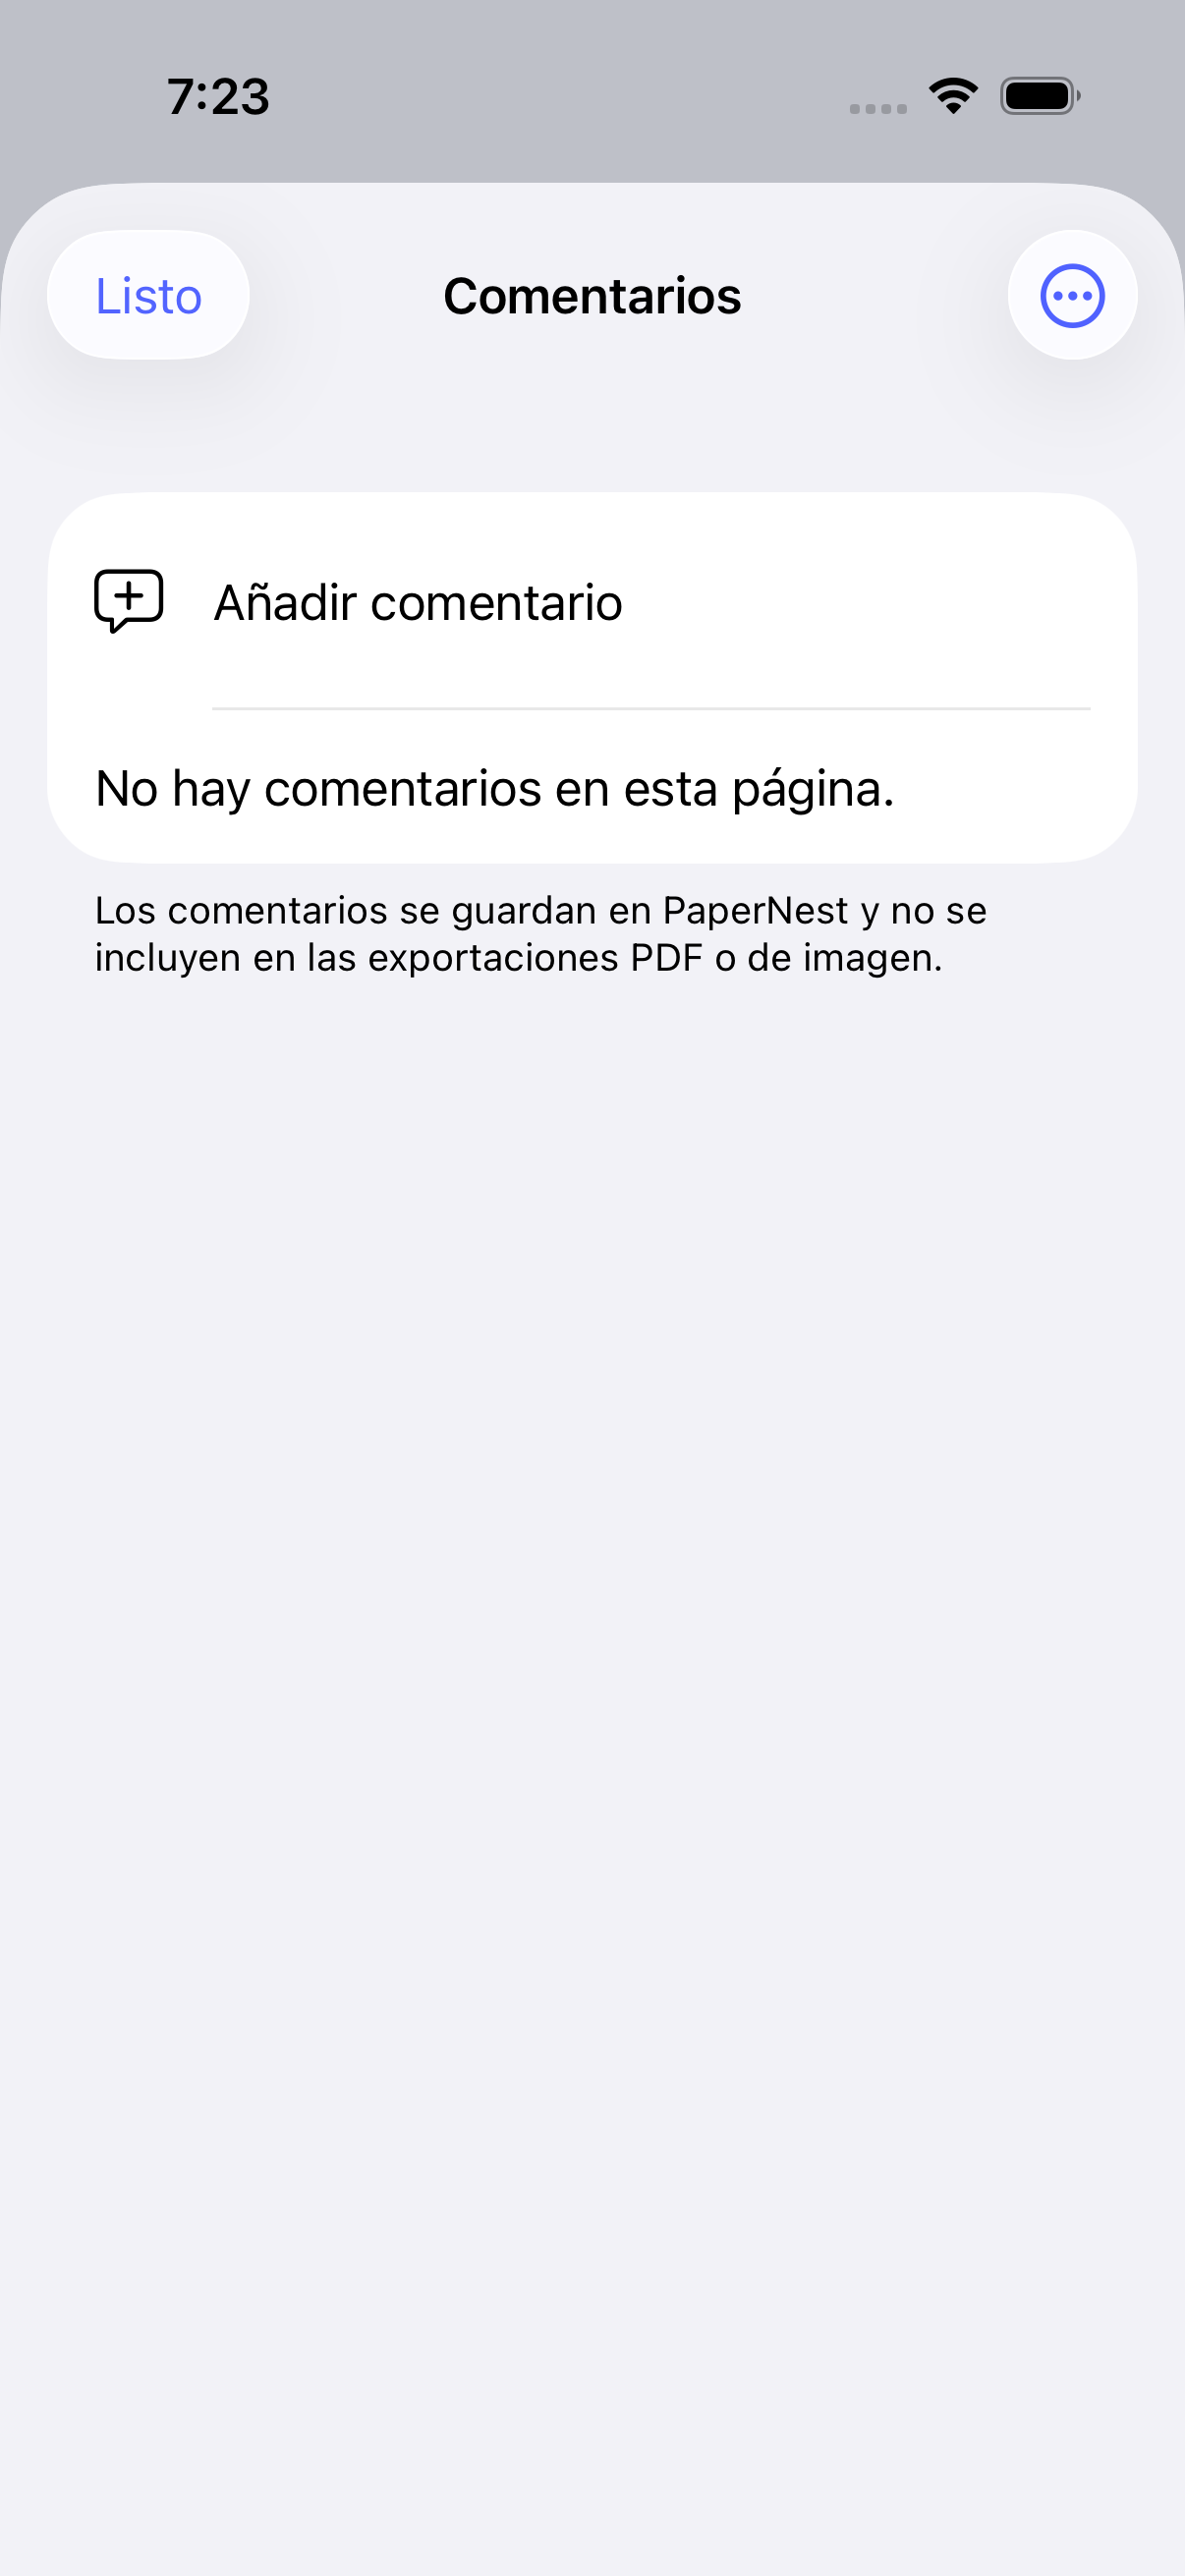 7:23
Listo
Comentarios
Añadir comentario
No hay comentarios en esta página.
Los comentarios se guardan en PaperNest y no se
incluyen en las exportaciones PDF o de imagen.